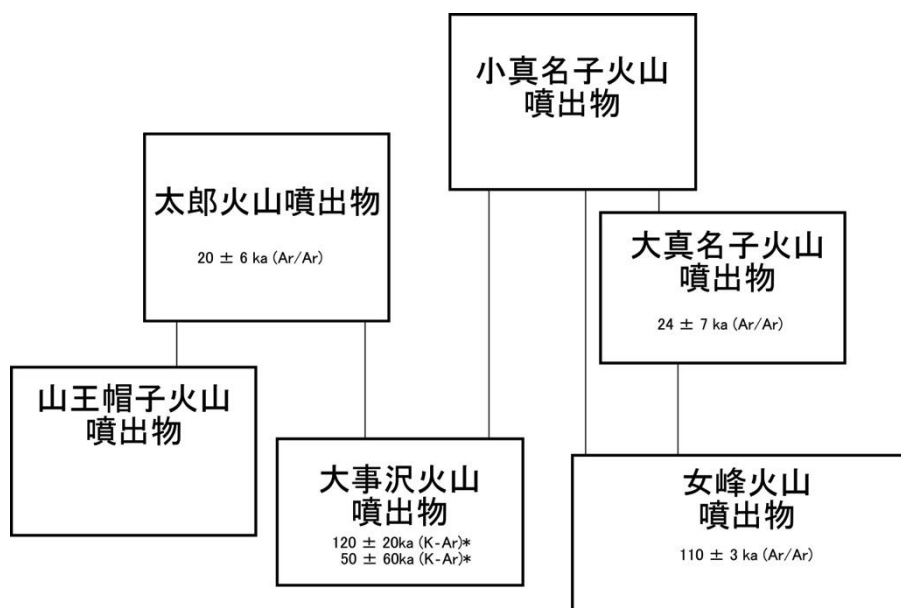 小真名子火山
噴出物
太郎火山噴出物
20 ± 6 ka (Ar/Ar)
大真名子火山
噴出物
24 ± 7 ka (Ar/Ar)
山王帽子火山
噴出物
大事沢火山
噴出物
120 ± 20ka (K-Ar)*
50 ± 60ka (K-Ar)*
女峰火山
噴出物
110 ± 3 ka (Ar/Ar)